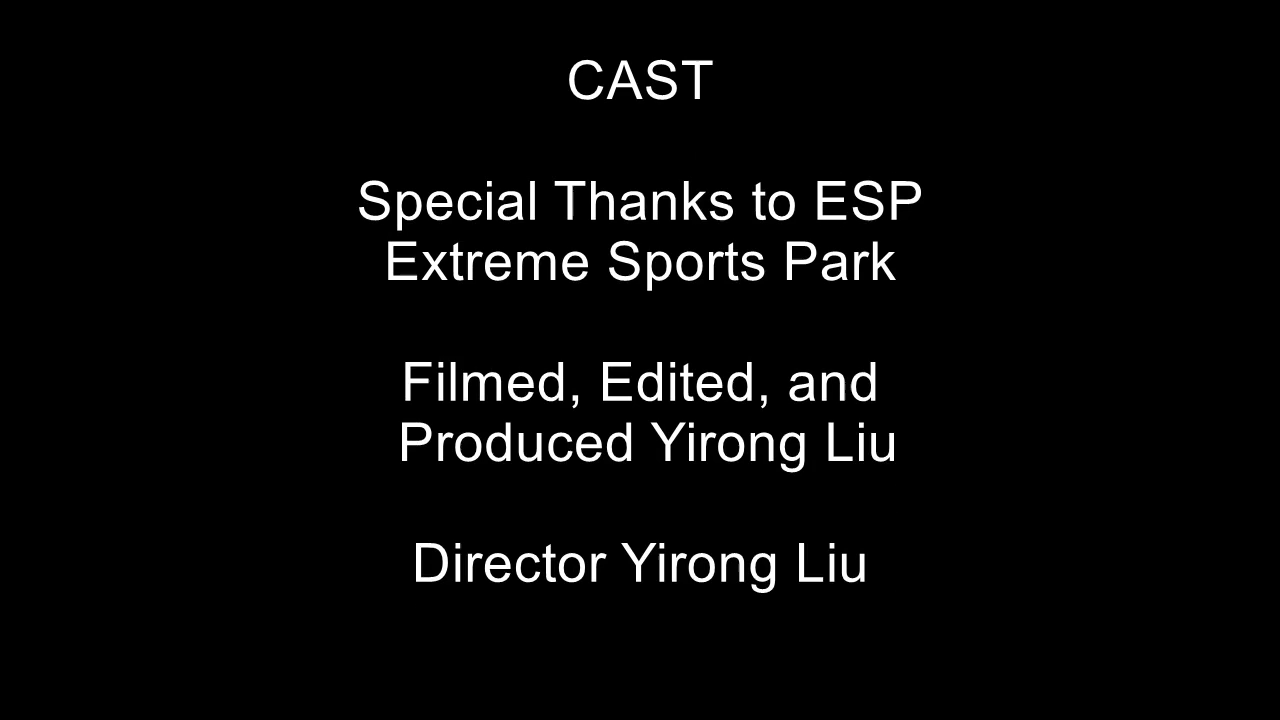 CAST
Special Thanks to ESP
Extreme Sports Park
Filmed, Edited, and
Produced Yirong Liu
Director Yirong Liu